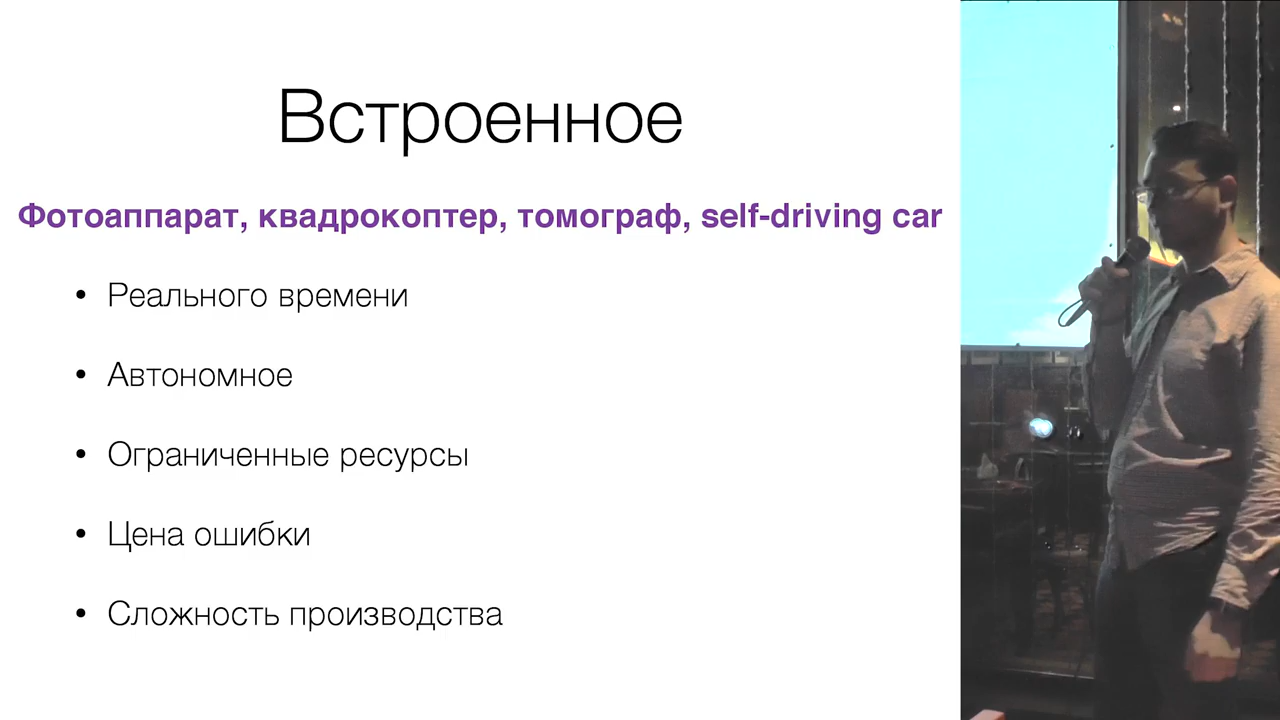 Встроенное
Фотоаппарат, квадрокоптер, томограф, self-driving car
• Реального времени
• Автономное
• Ограниченные ресурсы
• Цена ошибки
• Сложность производства